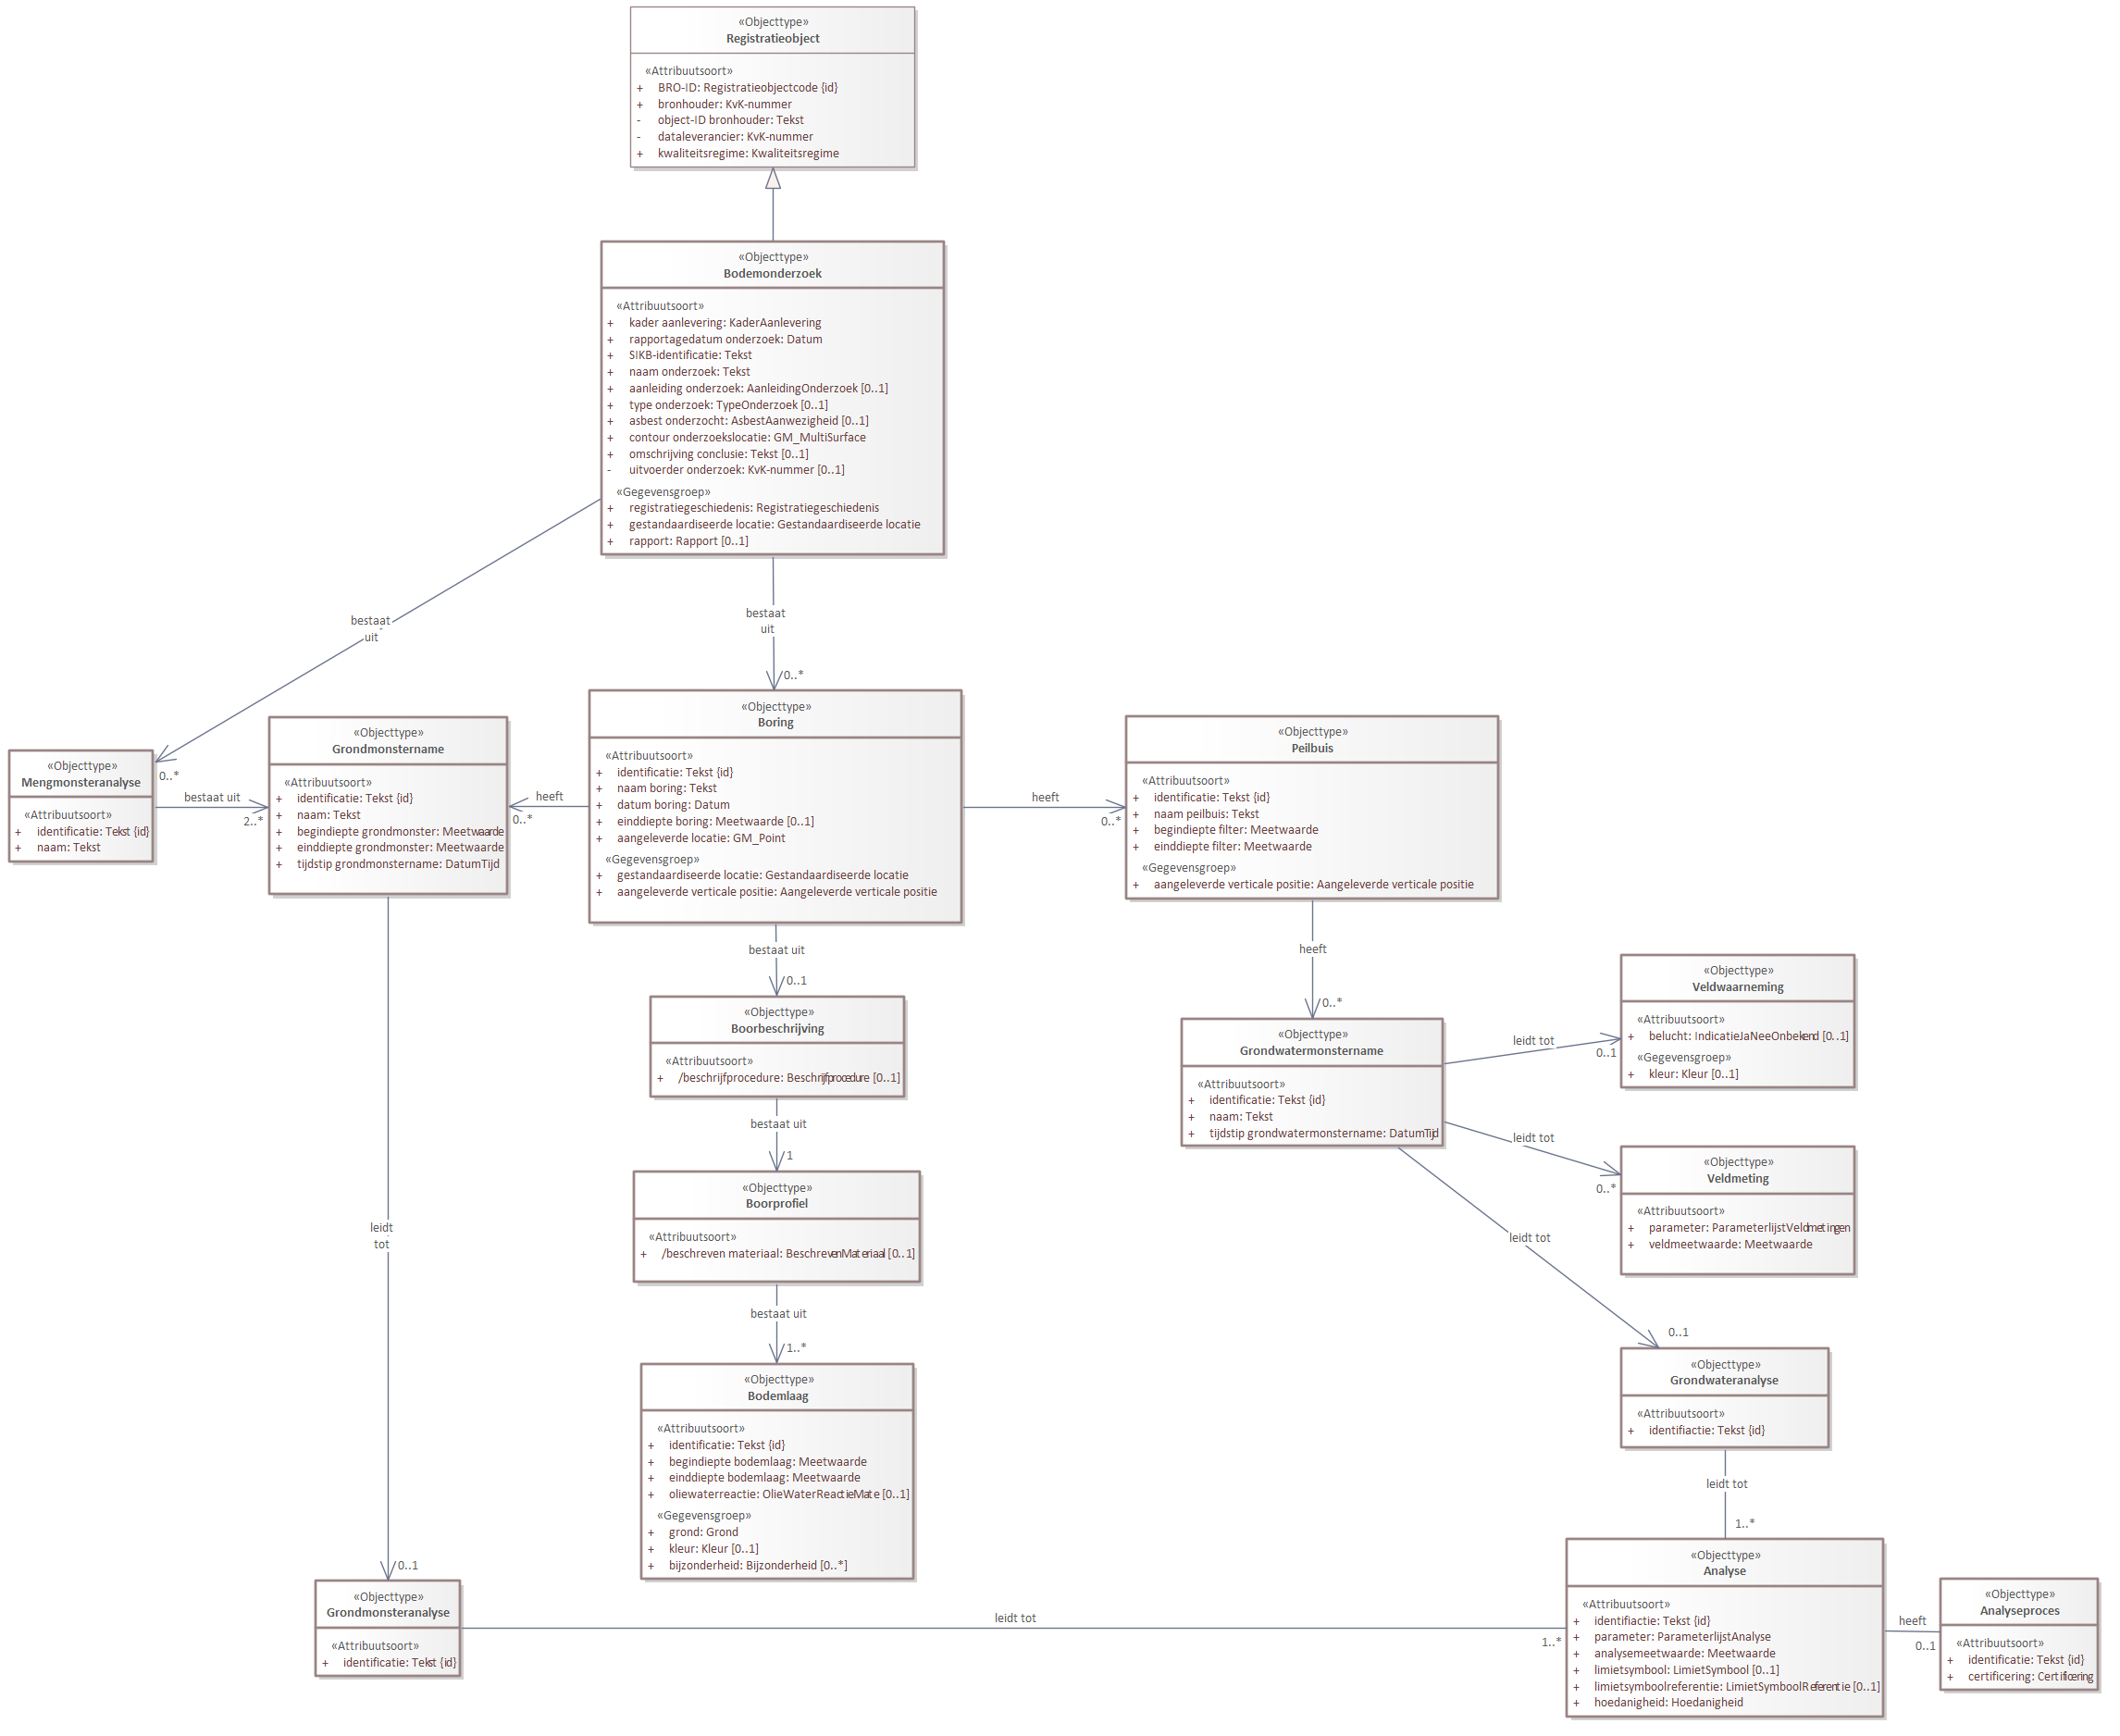 «Objecttype»
Registratieobject
«Attribuutsoort»
+ BRO-ID: Registratieobjectcode {id}
+ bronhouder: KvK-nummer
- object-ID bronhouder: Tekst
- dataleverancier: KvK-nummer
+ kwaliteitsregime: Kwaliteitsregime
«Objecttype»
Bodemonderzoek
«Attribuutsoort»
+ kader aanlevering: KaderAanlevering
+ rapportagedatum onderzoek: Datum
+ SIKB-identificatie: Tekst
+ naam onderzoek: Tekst
+ aanleiding onderzoek: AanleidingOnderzoek [0..1]
+ type onderzoek: TypeOnderzoek [0..1]
+ asbest onderzocht: AsbestAanwezigheid [0..1]
+ contour onderzoekslocatie: GM_MultiSurface
+ omschrijving conclusie: Tekst [0..1]
- uitvoerder onderzoek: KvK-nummer [0..1]
«Gegevensgroep»
+ registratiegeschiedenis: Registratiegeschiedenis
+ gestandaardiseerde locatie: Gestandaardiseerde locatie
+ rapport: Rapport [0..1]
bestaat
uit
0..*
bestaat
uit
0..*
«Objecttype»
Mengmonsteranalyse
«Attribuutsoort»
+ identificatie: Tekst {id}
+ naam: Tekst
bestaat uit
2..*
«Objecttype»
Grondmonstername
«Attribuutsoort»
+ identificatie: Tekst {id}
+ naam: Tekst
+ begindiepte grondmonster: Meetwaarde
+ einddiepte grondmonster: Meetwaarde
+ tijdstip grondmonstername: DatumTijd
heeft
0..*
«Objecttype»
Boring
«Attribuutsoort»
+ identificatie: Tekst {id}
+ naam boring: Tekst
+ datum boring: Datum
+ einddiepte boring: Meetwaarde [0..1]
+ aangeleverde locatie: GM_Point
«Gegevensgroep»
+ gestandaardiseerde locatie: Gestandaardiseerde locatie
+ aangeleverde verticale positie: Aangeleverde verticale positie
heeft
0..*
«Objecttype»
Peilbuis
«Attribuutsoort»
+ identificatie: Tekst {id}
+ naam peilbuis: Tekst
+ begindiepte filter: Meetwaarde
+ einddiepte filter: Meetwaarde
«Gegevensgroep»
+ aangeleverde verticale positie: Aangeleverde verticale positie
bestaat uit
0..1
«Objecttype»
Boorbeschrijving
«Attribuutsoort»
+ /beschrijfprocedure: Beschrijfprocedure [0..1]
bestaat uit
1
«Objecttype»
Boorprofiel
«Attribuutsoort»
+ /beschreven materiaal: BeschrevenMateriaal [0..1]
bestaat uit
1..*
«Objecttype»
Bodemlaag
«Attribuutsoort»
+ identificatie: Tekst {id}
+ begindiepte bodemlaag: Meetwaarde
+ einddiepte bodemlaag: Meetwaarde
+ oliewaterreactie: OlieWaterReactieMate [0..1]
«Gegevensgroep»
+ grond: Grond
+ kleur: Kleur [0..1]
+ bijzonderheid: Bijzonderheid [0..*]
heeft
0..*
«Objecttype»
Grondwatermonstername
«Attribuutsoort»
+ identificatie: Tekst {id}
+ naam: Tekst
+ tijdstip grondwatermonstername: DatumTijd
leidt tot
0..1
«Objecttype»
Veldwaarneming
«Attribuutsoort»
+ belucht: IndicatieJaNeeOnbekend [0..1]
«Gegevensgroep»
+ kleur: Kleur [0..1]
leidt tot
0..*
«Objecttype»
Veldmeting
«Attribuutsoort»
+ parameter: ParameterlijstVeldmetingen
+ veldmeetwaarde: Meetwaarde
leidt tot
0..1
«Objecttype»
Grondwateranalyse
«Attribuutsoort»
+ identifiactie: Tekst {id}
leidt tot
1..*
leidt
tot
0..1
«Objecttype»
Grondmonsteranalyse
«Attribuutsoort»
+ identificatie: Tekst {id}
leidt tot
1..*
«Objecttype»
Analyse
«Attribuutsoort»
+ identifiactie: Tekst {id}
+ parameter: ParameterlijstAnalyse
+ analysemeetwaarde: Meetwaarde
+ limietsymbool: LimietSymbool [0..1]
+ limietsymboolreferentie: LimietSymboolReferentie [0..1]
+ hoedanigheid: Hoedanigheid
heeft
0..1
«Objecttype»
Analyseproces
«Attribuutsoort»
+ identificatie: Tekst {id}
+ certificering: Certificering